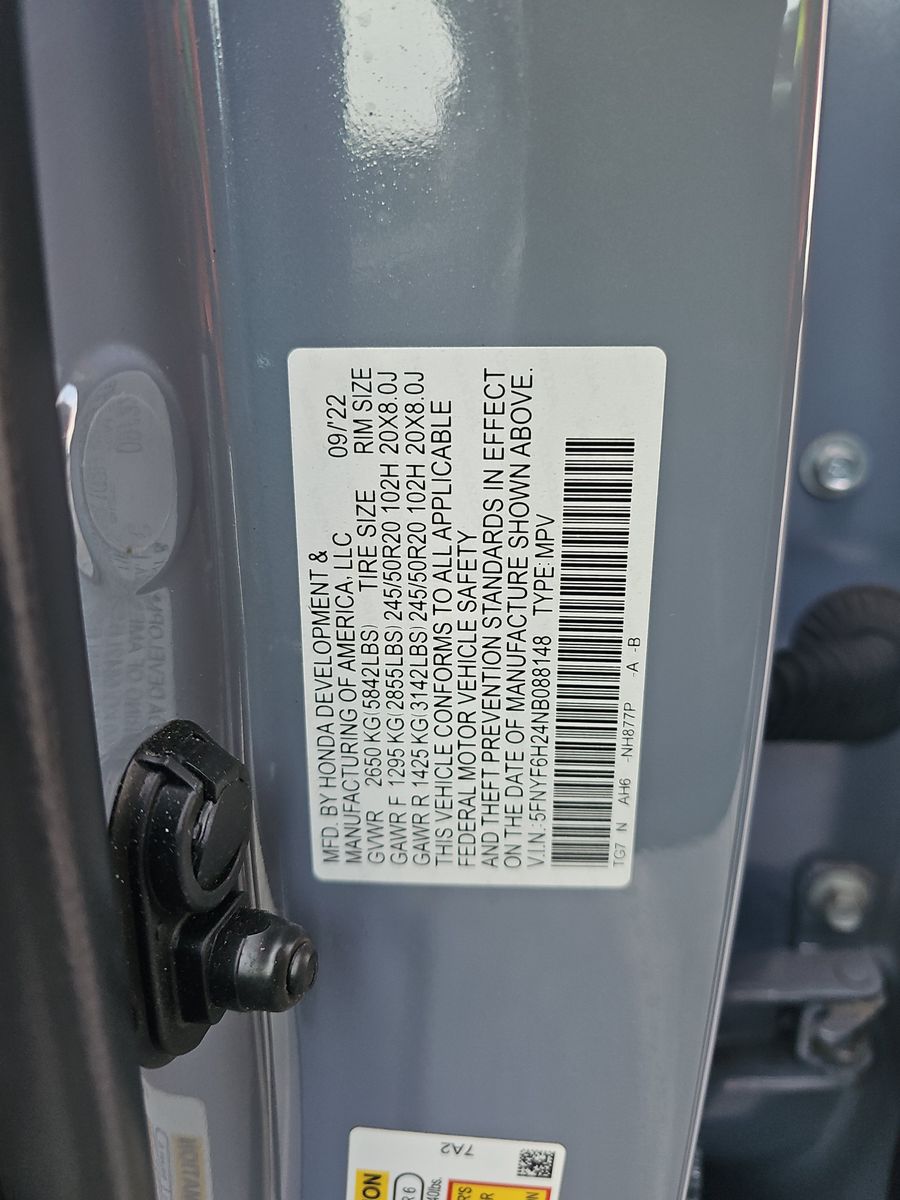 MFD. BY HONDA DEVELOPMENT &
MANUFACTURING OF AMERICA, LLC 09/'22
GVWR 2650 KG(5842LBS) TIRE SIZE RIM SIZE
GAWR F 1295 KG(2855LBS) 245/50R20 102H 20X8.0J
GAWR R 1425 KG(3142LBS) 245/50R20 102H 20X8.0J
THIS VEHICLE CONFORMS TO ALL APPLICABLE
FEDERAL MOTOR VEHICLE SAFETY
AND THEFT PREVENTION STANDARDS IN EFFECT
ON THE DATE OF MANUFACTURE SHOWN ABOVE.
V.I.N.: 5FNYF6H24NB088148 TYPE: MPV
TG7 N AH6 -NH877P -A -B
7A2